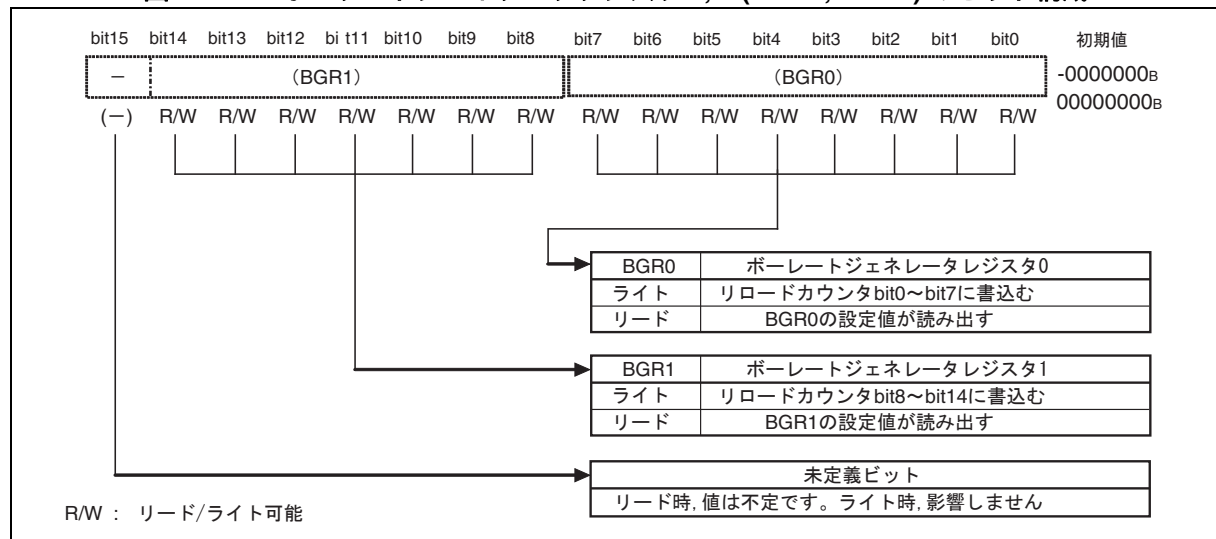 bit15 bit14 bit13 bit12 bi t11 bit10 bit9 bit8 bit7 bit6 bit5 bit4 bit3 bit2 bit1 bit0 初期値
－ (BGR1) (BGR0) -0000000B
00000000B
(－) R/W R/W R/W R/W R/W R/W R/W R/W R/W R/W R/W R/W R/W R/W R/W
BGR0 ボーレートジェネレータレジスタ0
ライト リロードカウンタbit0～bit7に書込む
リード BGR0の設定値が読み出す
BGR1 ボーレートジェネレータレジスタ1
ライト リロードカウンタbit8～bit14に書込む
リード BGR1の設定値が読み出す
未定義ビット
リード時, 値は不定です。ライト時, 影響しません
R/W : リード/ライト可能